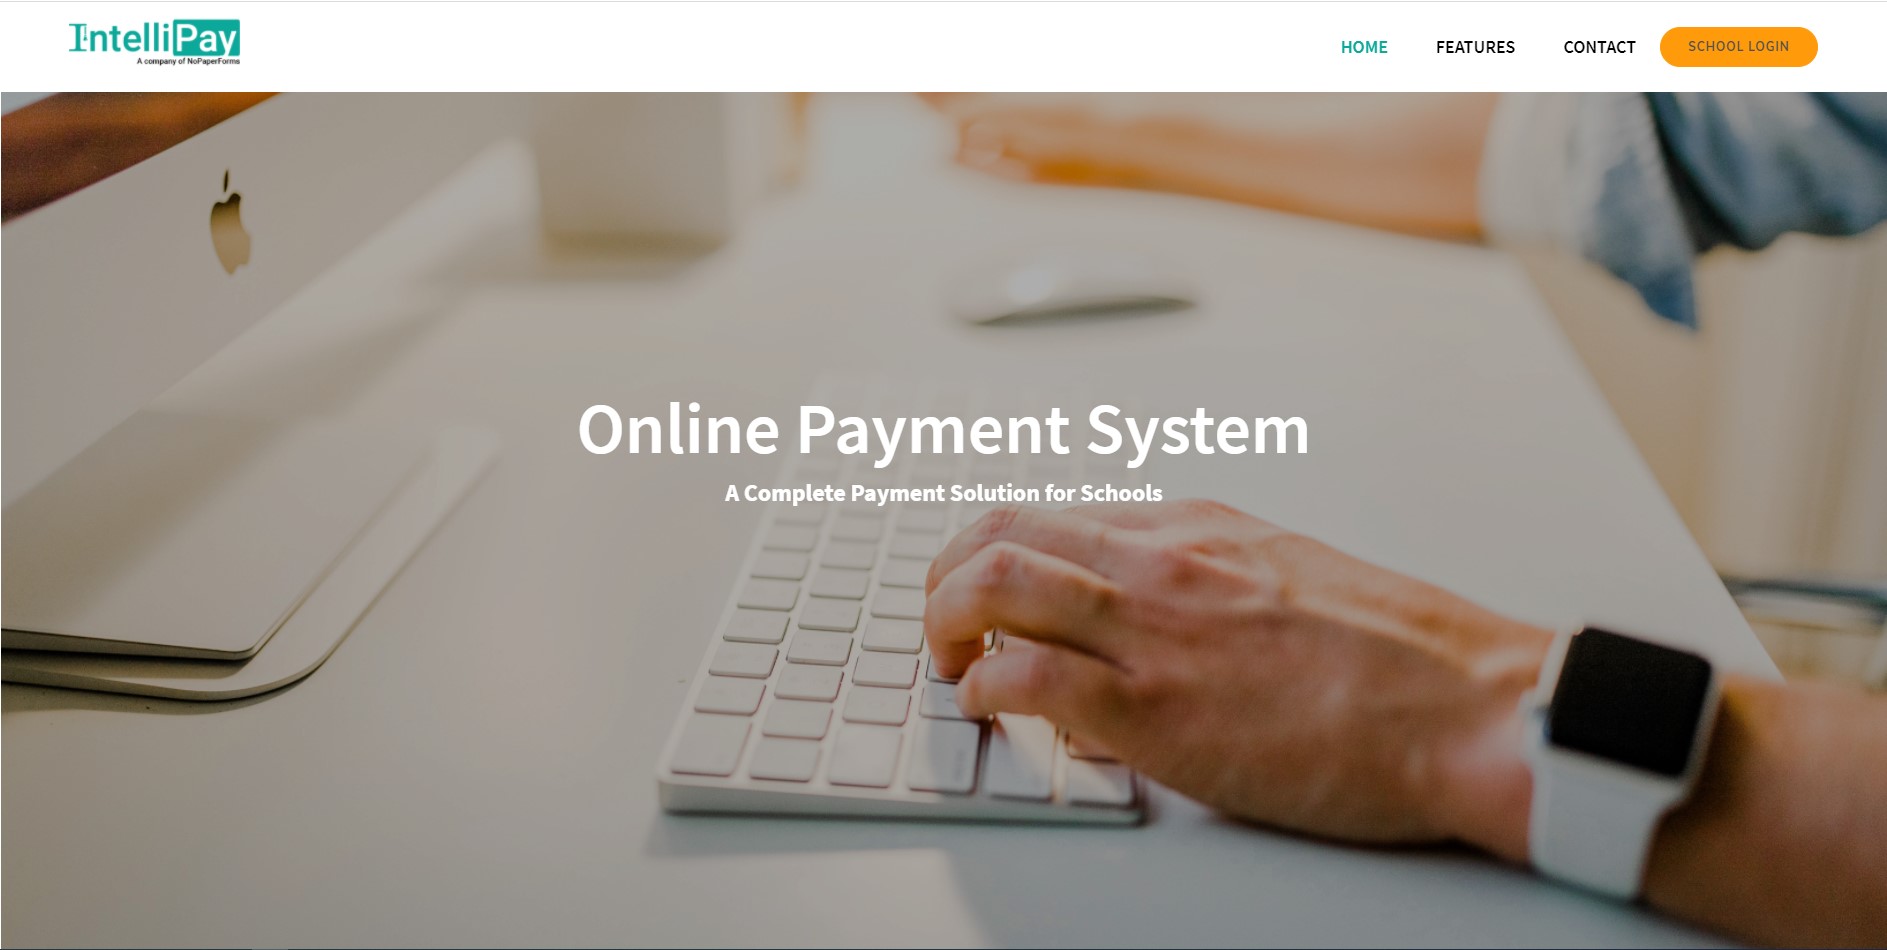 IntelliPay
A company of NoPaperForms
HOME FEATURES CONTACT SCHOOL LOGIN
Online Payment System
A Complete Payment Solution for Schools